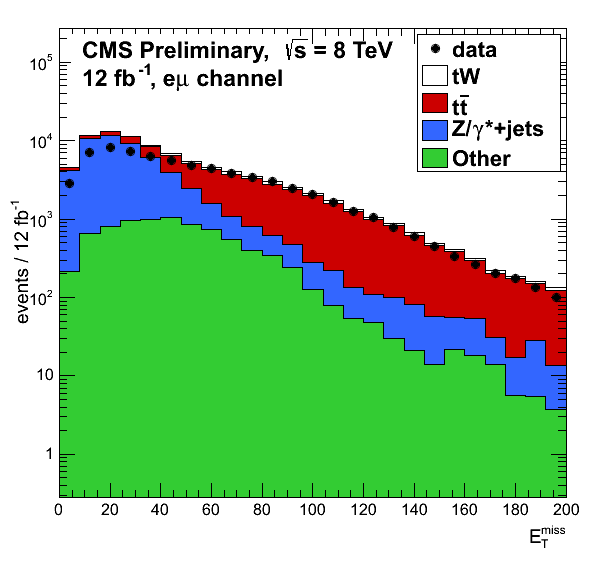 CMS Preliminary, √s = 8 TeV
12 fb⁻¹, eμ channel
data
tW
tt̄
Z/γ*+jets
Other
events / 12 fb⁻¹
10⁵
10⁴
10³
10²
10
1
0 20 40 60 80 100 120 140 160 180 200
E_T^miss